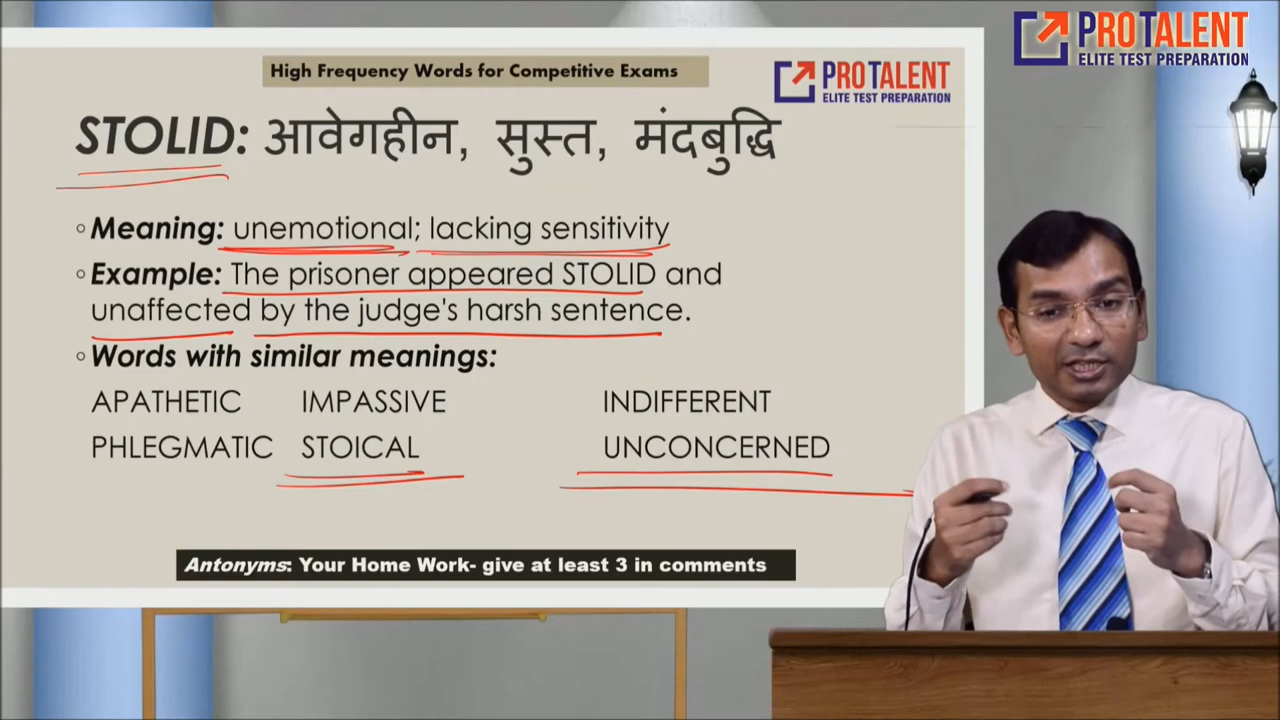 PROTALENT
ELITE TEST PREPARATION
High Frequency Words for Competitive Exams
PROTALENT
ELITE TEST PREPARATION
STOLID: आवेगहीन, सुस्त, मंदबुद्धि
Meaning: unemotional; lacking sensitivity
Example: The prisoner appeared STOLID and
unaffected by the judge's harsh sentence.
Words with similar meanings:
APATHETIC IMPASSIVE INDIFFERENT
PHLEGMATIC STOICAL UNCONCERNED
Antonyms: Your Home Work- give at least 3 in comments